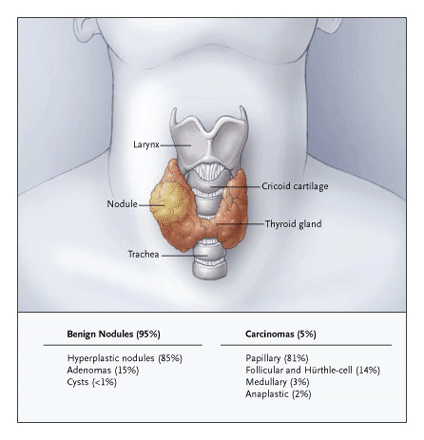 Larynx
Cricoid cartilage
Nodule
Thyroid gland
Trachea
Benign Nodules (95%)
Hyperplastic nodules (85%)
Adenomas (15%)
Cysts (<1%)
Carcinomas (5%)
Papillary (81%)
Follicular and Hürthle-cell (14%)
Medullary (3%)
Anaplastic (2%)